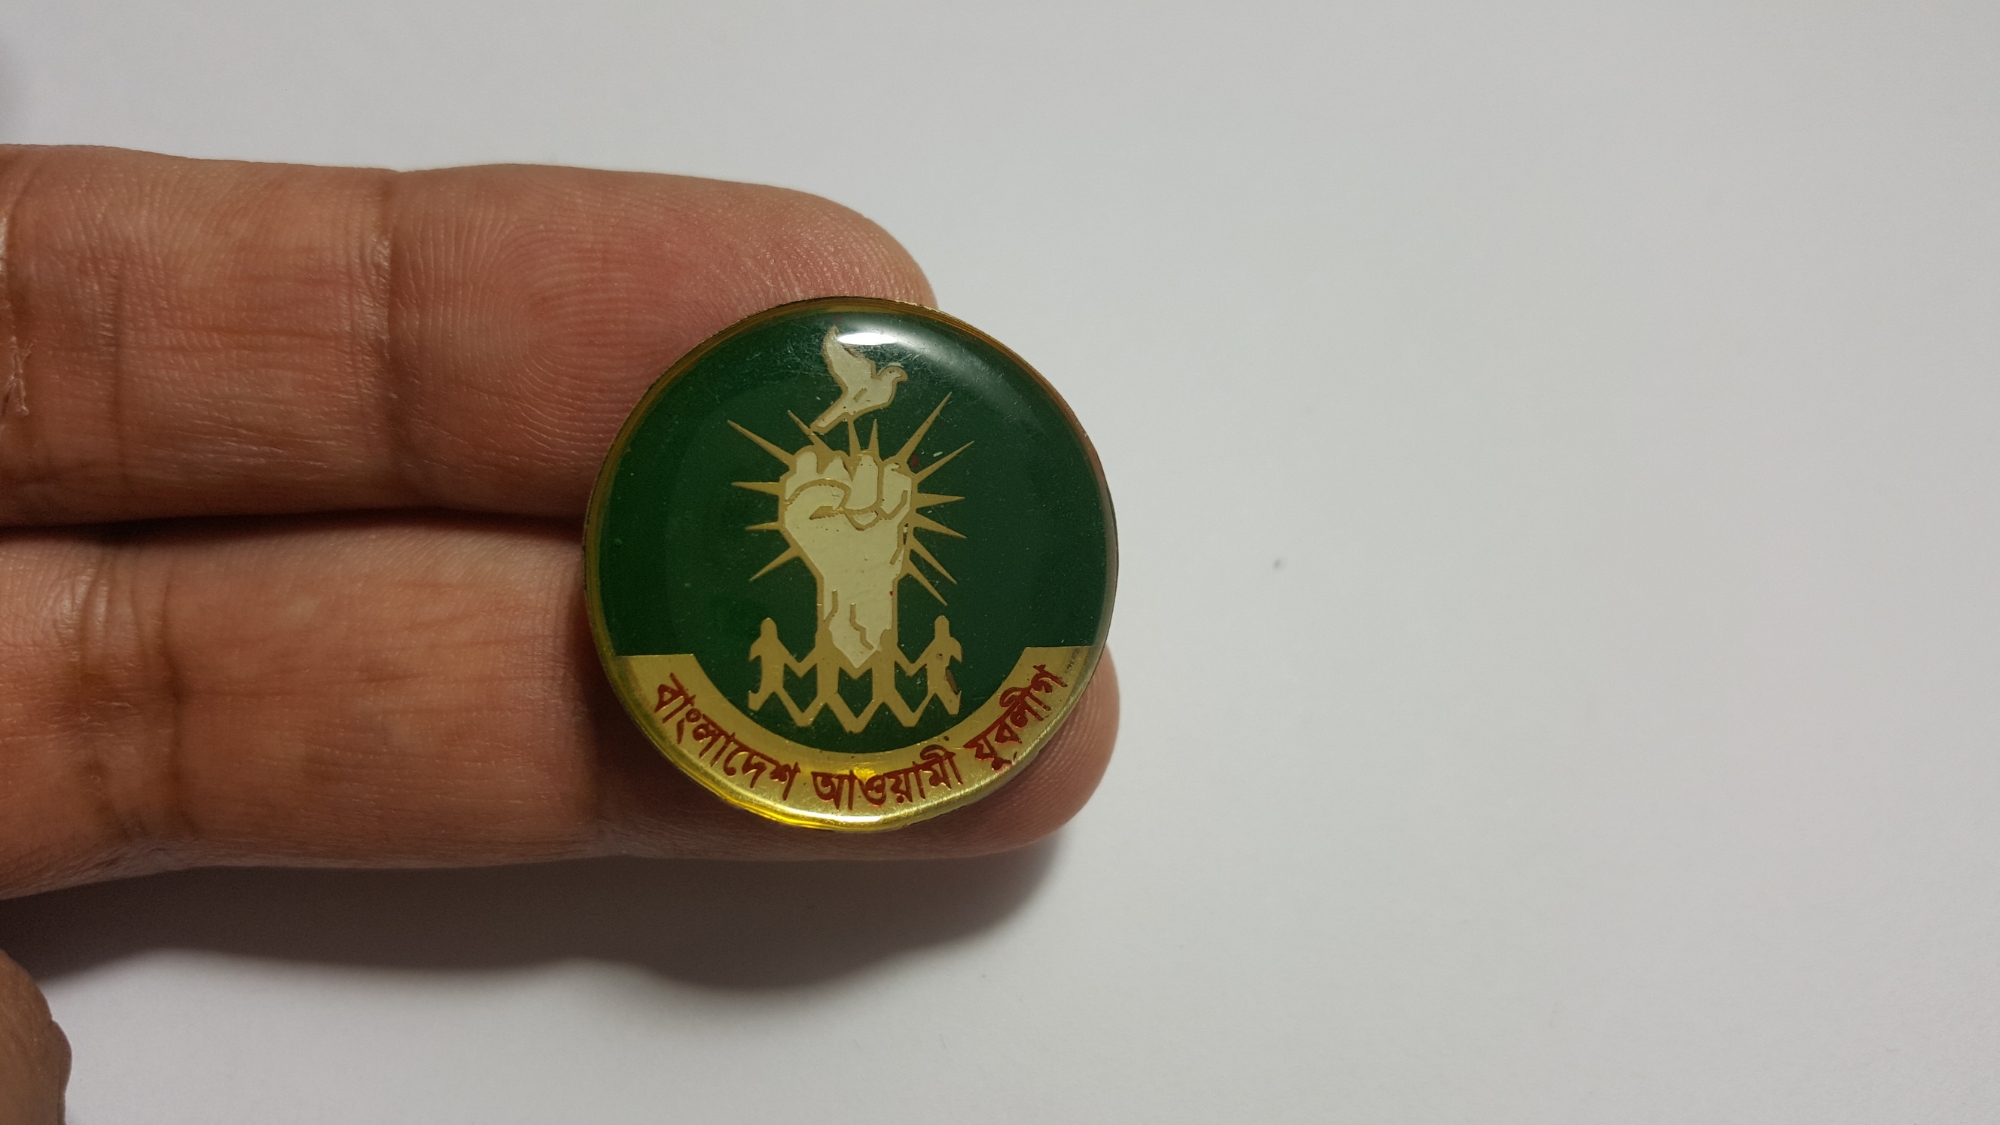 বাংলাদেশ আওয়ামী যুবলীগ